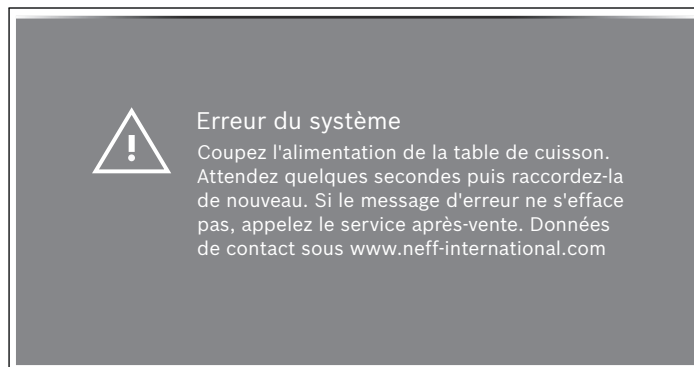 Erreur du système
Coupez l'alimentation de la table de cuisson.
Attendez quelques secondes puis raccordez-la
de nouveau. Si le message d'erreur ne s'efface
pas, appelez le service après-vente. Données
de contact sous www.neff-international.com